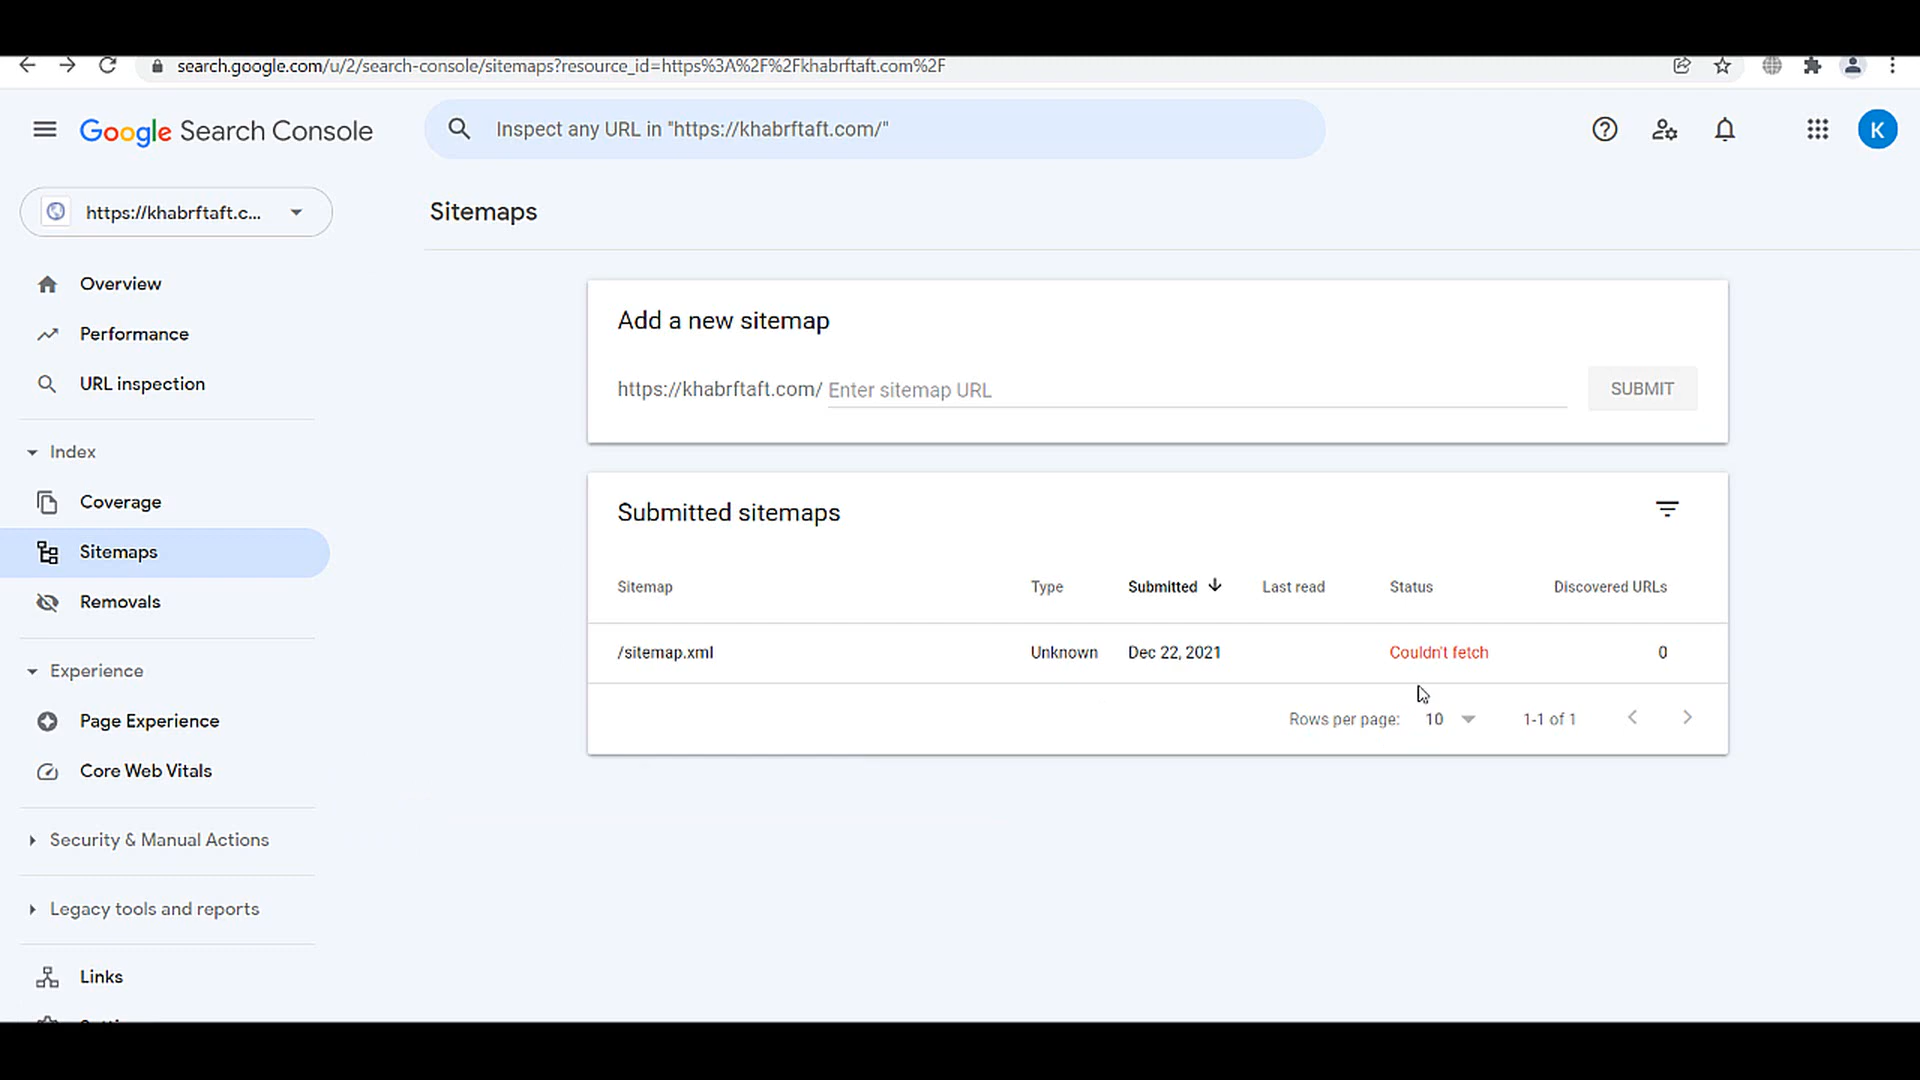 search.google.com/u/2/search-console/sitemaps?resource_id=https%3A%2F%2Fkhabrftaft.com%2F
Google Search Console
Inspect any URL in "https://khabrftaft.com/"
K
https://khabrftaft.c...
Sitemaps
Overview
Performance
URL inspection
Index
Coverage
Sitemaps
Removals
Experience
Page Experience
Core Web Vitals
Security & Manual Actions
Legacy tools and reports
Links
Add a new sitemap
https://khabrftaft.com/ Enter sitemap URL
SUBMIT
Submitted sitemaps
Sitemap Type Submitted Last read Status Discovered URLs
/sitemap.xml Unknown Dec 22, 2021 Couldn't fetch 0
Rows per page: 10 1-1 of 1